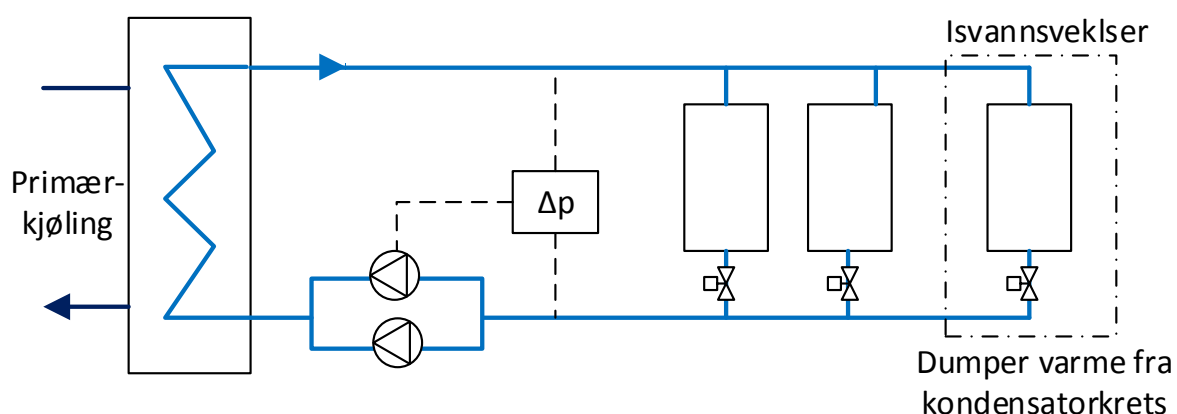 Isvannsveklser
Primær-
kjøling
Δp
Dumper varme fra
kondensatorkrets